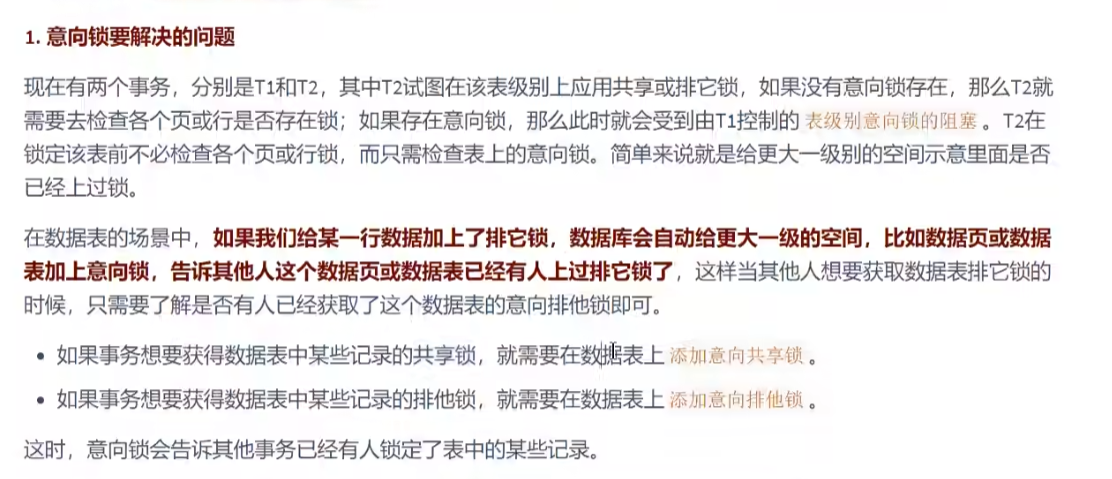 1. 意向锁要解决的问题
现在有两个事务，分别是T1和T2，其中T2试图在该表级别上应用共享或排它锁，如果没有意向锁存在，那么T2就
需要去检查各个页或行是否存在锁；如果存在意向锁，那么此时就会受到由T1控制的 表级别意向锁的阻塞 。T2在
锁定该表前不必检查各个页或行锁，而只需检查表上的意向锁。简单来说就是给更大一级别的空间示意里面是否
已经上过锁。
在数据表的场景中，如果我们给某一行数据加上了排它锁，数据库会自动给更大一级的空间，比如数据页或数据
表加上意向锁，告诉其他人这个数据页或数据表已经有人上过排它锁了，这样当其他人想要获取数据表排它锁的
时候，只需要了解是否有人已经获取了这个数据表的意向排他锁即可。
• 如果事务想要获得数据表中某些记录的共享锁，就需要在数据表上 添加意向共享锁 。
• 如果事务想要获得数据表中某些记录的排他锁，就需要在数据表上 添加意向排他锁 。
这时，意向锁会告诉其他事务已经有人锁定了表中的某些记录。